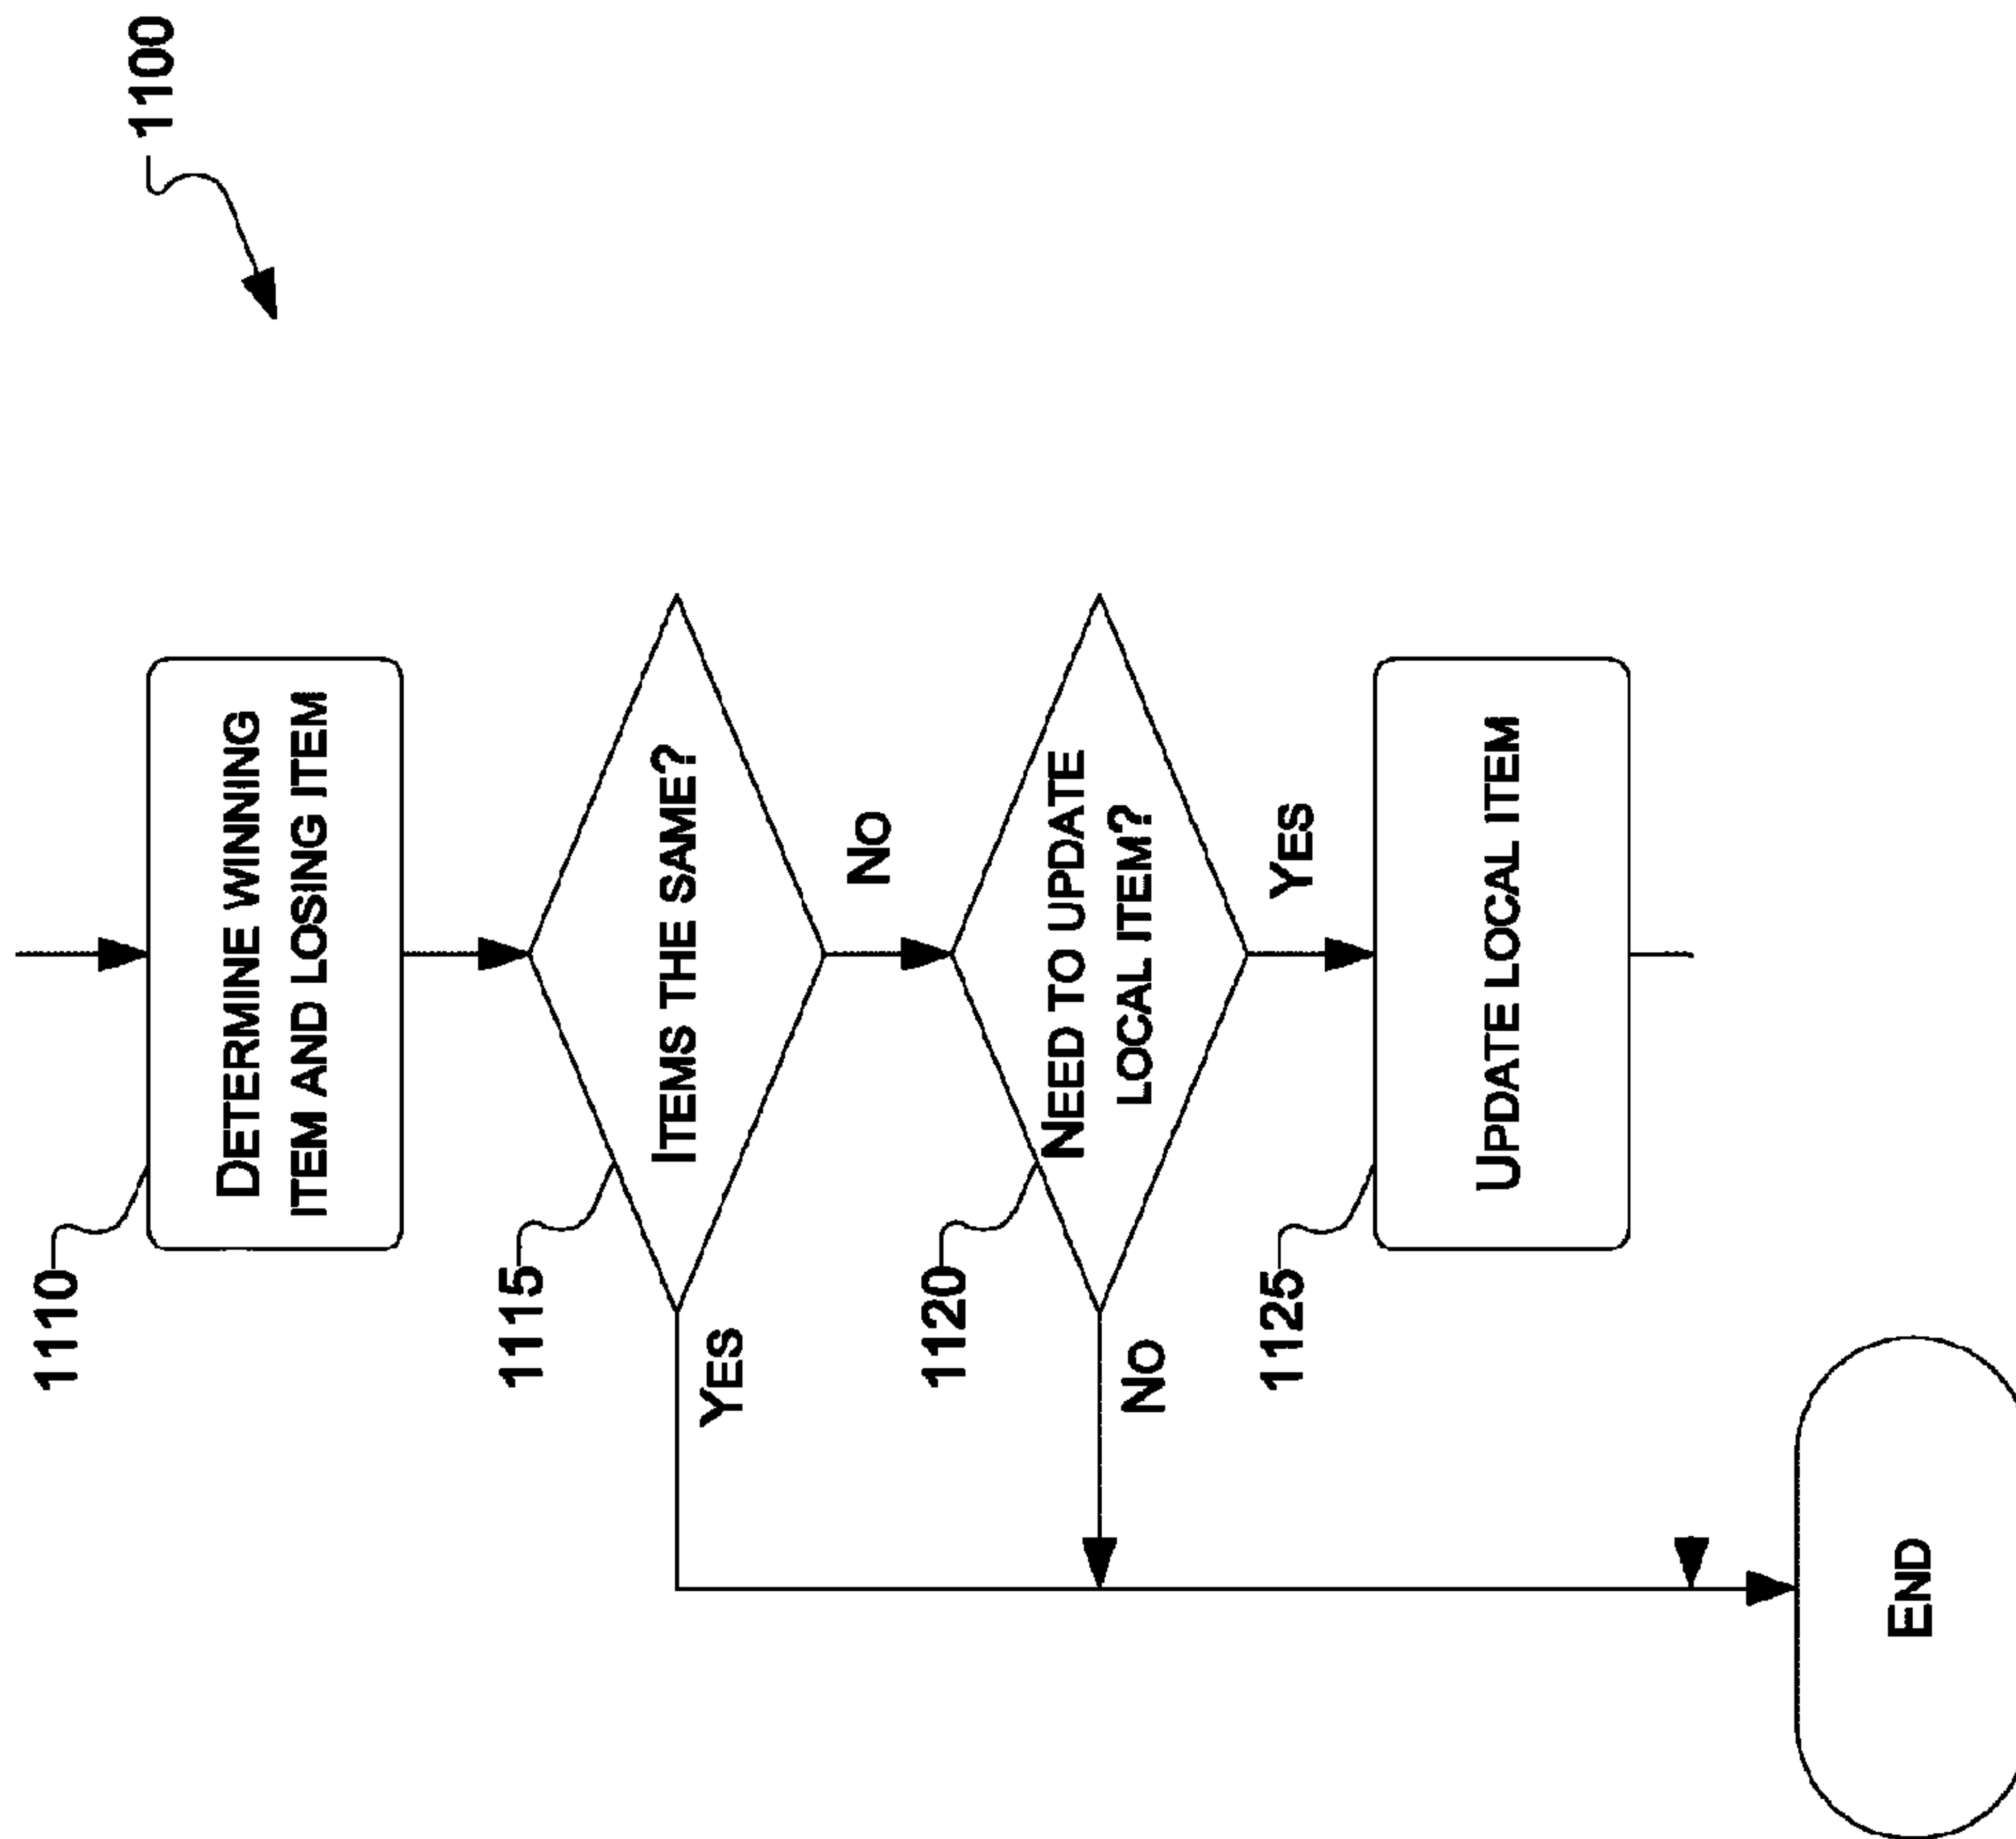 1100
1110
DETERMINE WINNING
ITEM AND LOSING ITEM
1115
ITEMS THE SAME?
YES
NO
1120
NEED TO UPDATE
LOCAL ITEM?
NO
YES
1125
UPDATE LOCAL ITEM
END